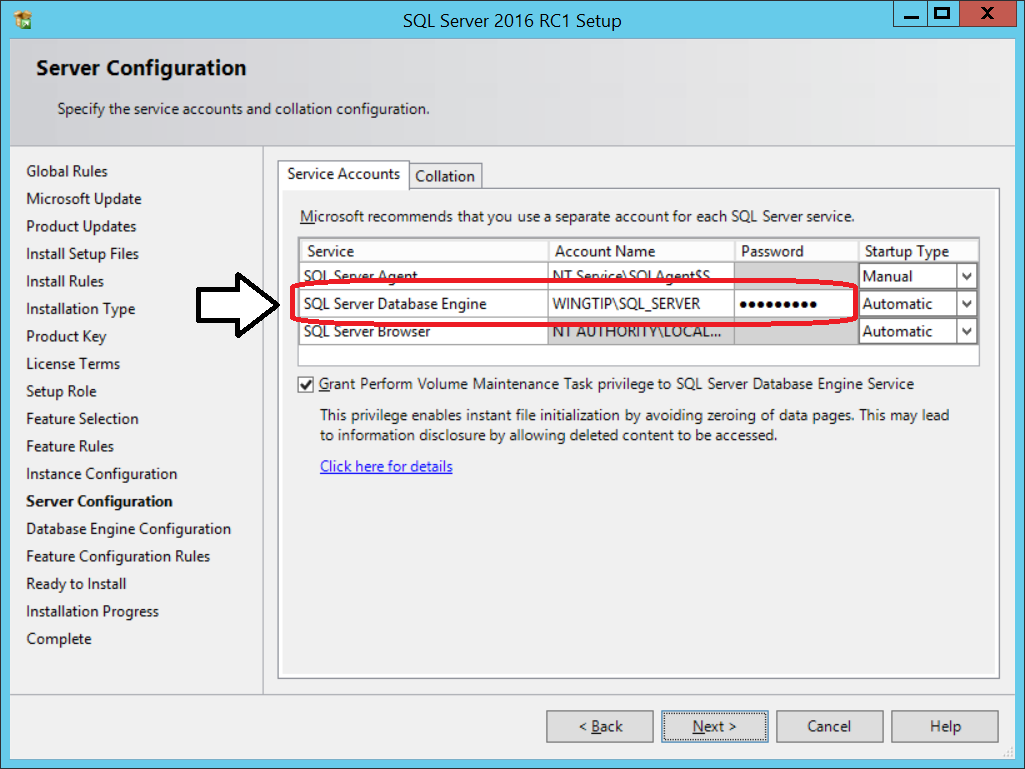 SQL Server 2016 RC1 Setup
Server Configuration
Specify the service accounts and collation configuration.
Global Rules
Microsoft Update
Product Updates
Install Setup Files
Install Rules
Installation Type
Product Key
License Terms
Setup Role
Feature Selection
Feature Rules
Instance Configuration
Server Configuration
Database Engine Configuration
Feature Configuration Rules
Ready to Install
Installation Progress
Complete
Service Accounts Collation
Microsoft recommends that you use a separate account for each SQL Server service.
Service Account Name Password Startup Type
SQL Server Agent NT Service\SQLAgent$S... Manual
SQL Server Database Engine WINGTIP\SQL_SERVER ●●●●●●●●● Automatic
SQL Server Browser NT AUTHORITY\LOCAL... Automatic
Grant Perform Volume Maintenance Task privilege to SQL Server Database Engine Service
This privilege enables instant file initialization by avoiding zeroing of data pages. This may lead
to information disclosure by allowing deleted content to be accessed.
Click here for details
< Back Next > Cancel Help